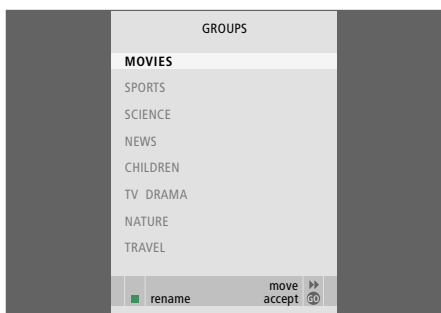 GROUPS
MOVIES
SPORTS
SCIENCE
NEWS
CHILDREN
TV DRAMA
NATURE
TRAVEL
move
rename accept GO